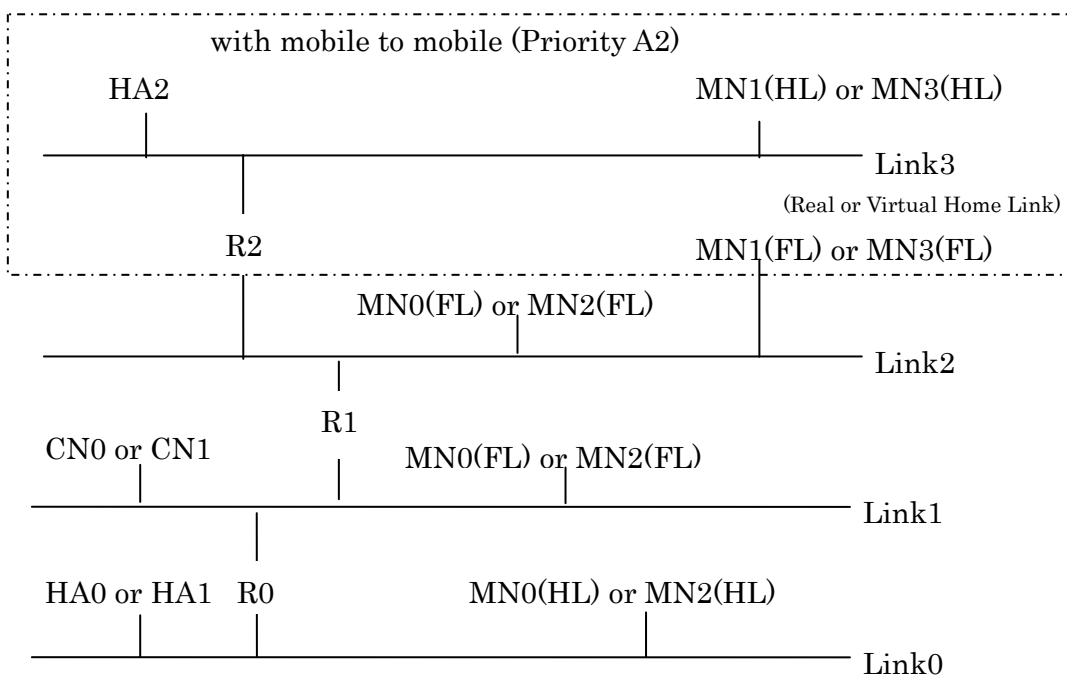 with mobile to mobile (Priority A2)
HA2
MN1(HL) or MN3(HL)
Link3
(Real or Virtual Home Link)
R2
MN1(FL) or MN3(FL)
MN0(FL) or MN2(FL)
Link2
R1
CN0 or CN1
MN0(FL) or MN2(FL)
Link1
HA0 or HA1
R0
MN0(HL) or MN2(HL)
Link0